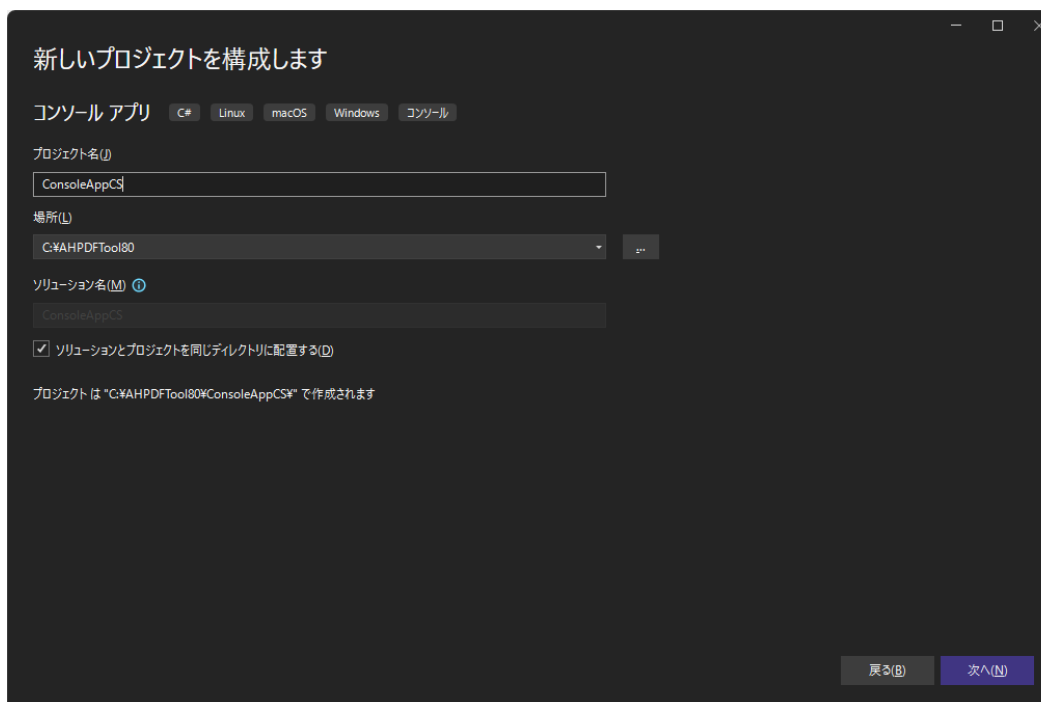 新しいプロジェクトを構成します
コンソール アプリ C# Linux macOS Windows コンソール
プロジェクト名(J)
ConsoleAppCS
場所(L)
C:¥AHPDFTool80
...
ソリューション名(M)
ConsoleAppCS
ソリューションとプロジェクトを同じディレクトリに配置する(D)
プロジェクト は "C:¥AHPDFTool80¥ConsoleAppCS¥" で作成されます
戻る(B) 次へ(N)